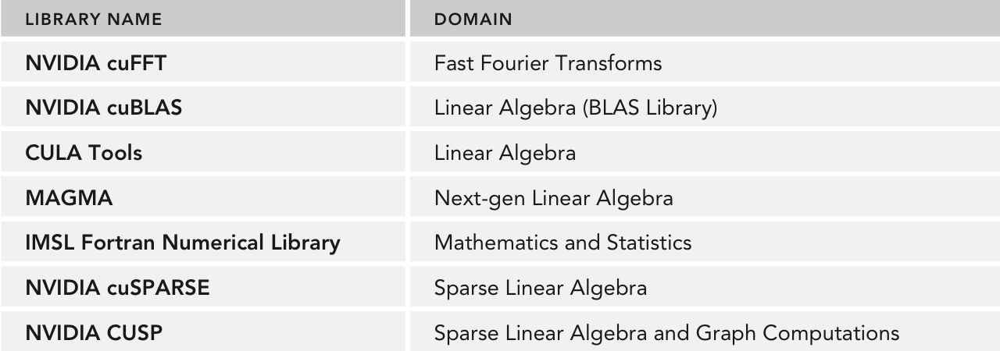 LIBRARY NAME DOMAIN
NVIDIA cuFFT Fast Fourier Transforms
NVIDIA cuBLAS Linear Algebra (BLAS Library)
CULA Tools Linear Algebra
MAGMA Next-gen Linear Algebra
IMSL Fortran Numerical Library Mathematics and Statistics
NVIDIA cuSPARSE Sparse Linear Algebra
NVIDIA CUSP Sparse Linear Algebra and Graph Computations